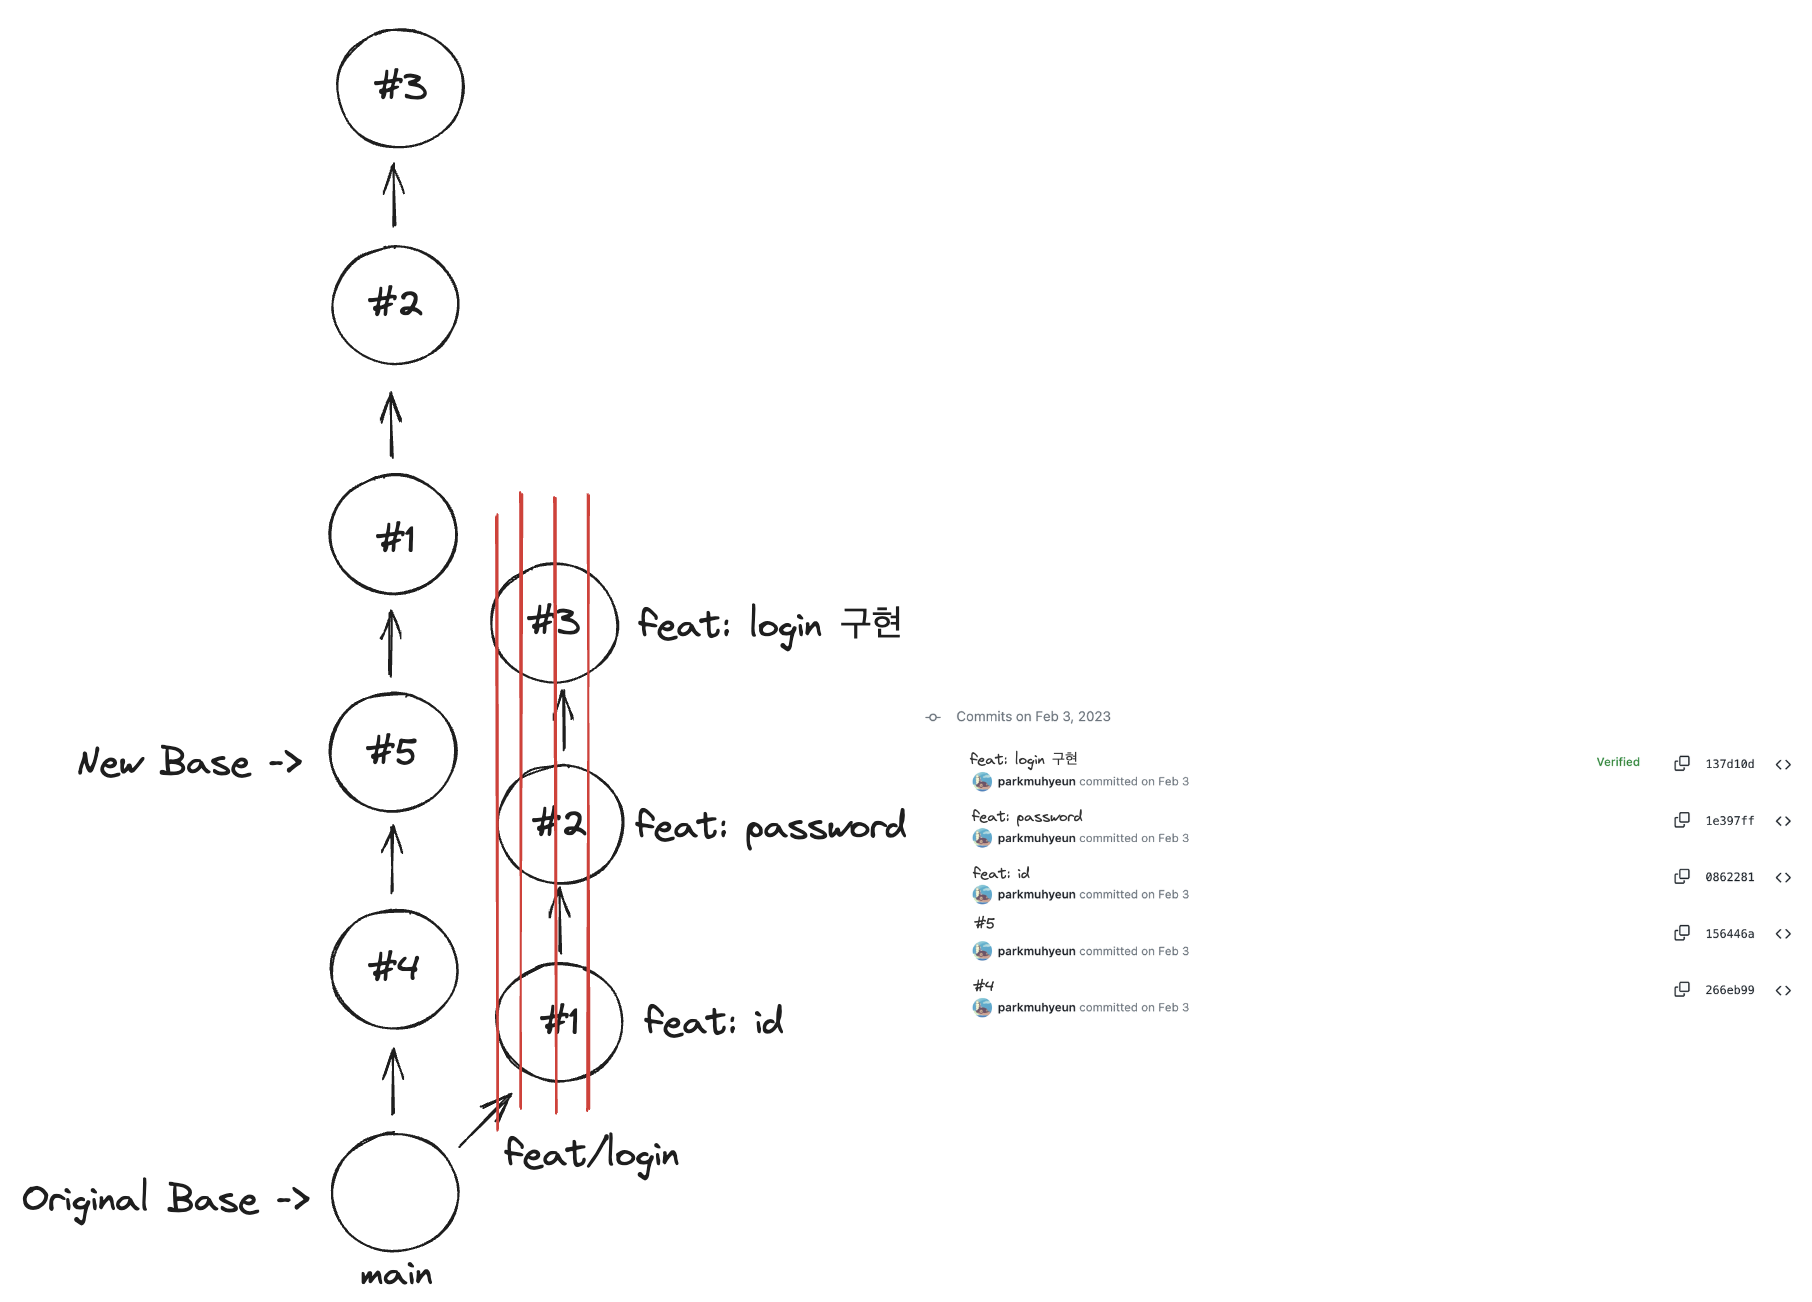 #3
#2
#1
#3 feat: login 구현
New Base -> #5
#2 feat: password
#4
#1 feat: id
feat/login
Original Base ->
main
Commits on Feb 3, 2023
feat: login 구현
parkmuhyeun committed on Feb 3
Verified 137d10d
feat: password
parkmuhyeun committed on Feb 3
1e397ff
feat: id
parkmuhyeun committed on Feb 3
0862281
#5
parkmuhyeun committed on Feb 3
156446a
#4
parkmuhyeun committed on Feb 3
266eb99